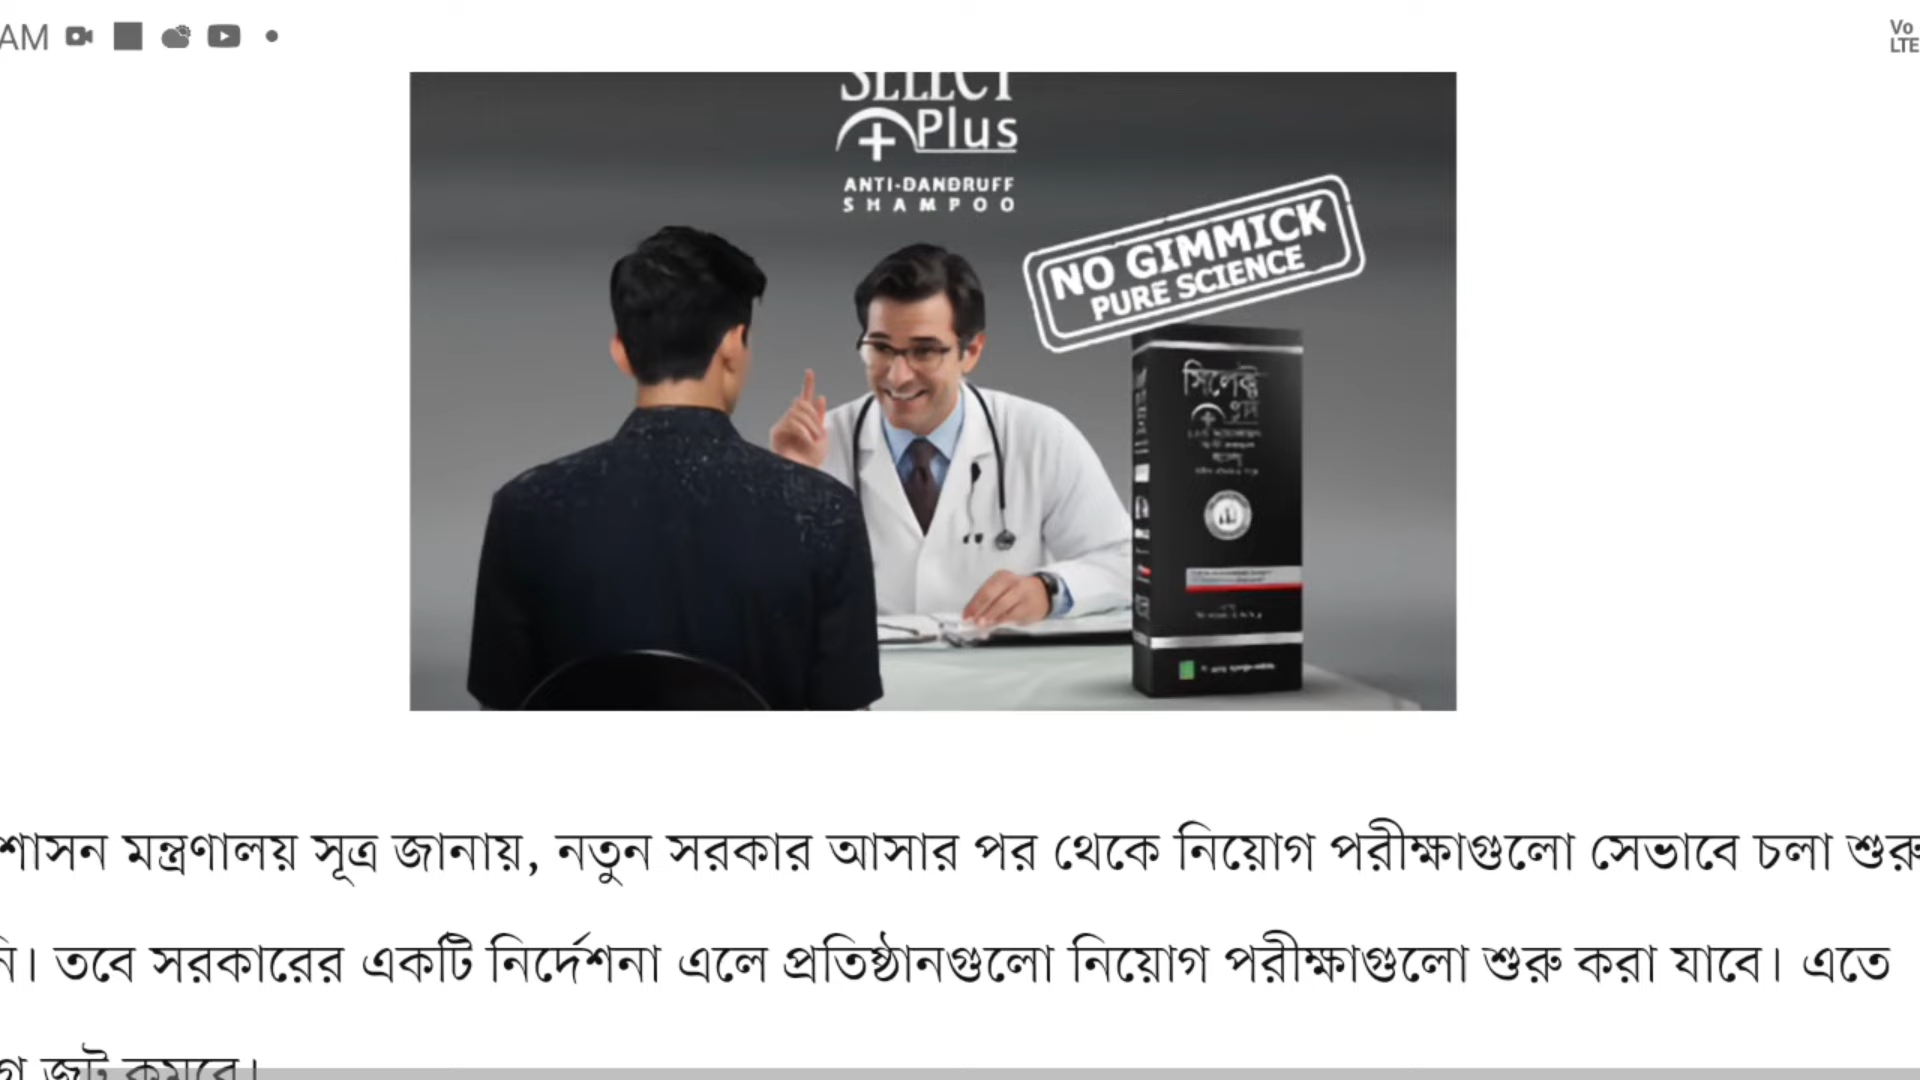 AM
Vo
LTE
SELECT
Plus
ANTI-DANDRUFF
SHAMPOO
NO GIMMICK
PURE SCIENCE
সিলেক্ট
প্লাস
শাসন মন্ত্রণালয় সূত্র জানায়, নতুন সরকার আসার পর থেকে নিয়োগ পরীক্ষাগুলো সেভাবে চলা শুরু
নি। তবে সরকারের একটি নির্দেশনা এলে প্রতিষ্ঠানগুলো নিয়োগ পরীক্ষাগুলো শুরু করা যাবে। এতে
গ জট কমবে।